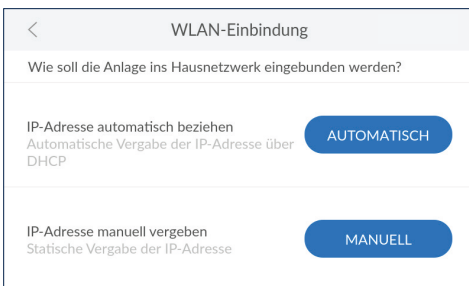 WLAN-Einbindung
Wie soll die Anlage ins Hausnetzwerk eingebunden werden?
IP-Adresse automatisch beziehen
Automatische Vergabe der IP-Adresse über
DHCP
AUTOMATISCH
IP-Adresse manuell vergeben
Statische Vergabe der IP-Adresse
MANUELL